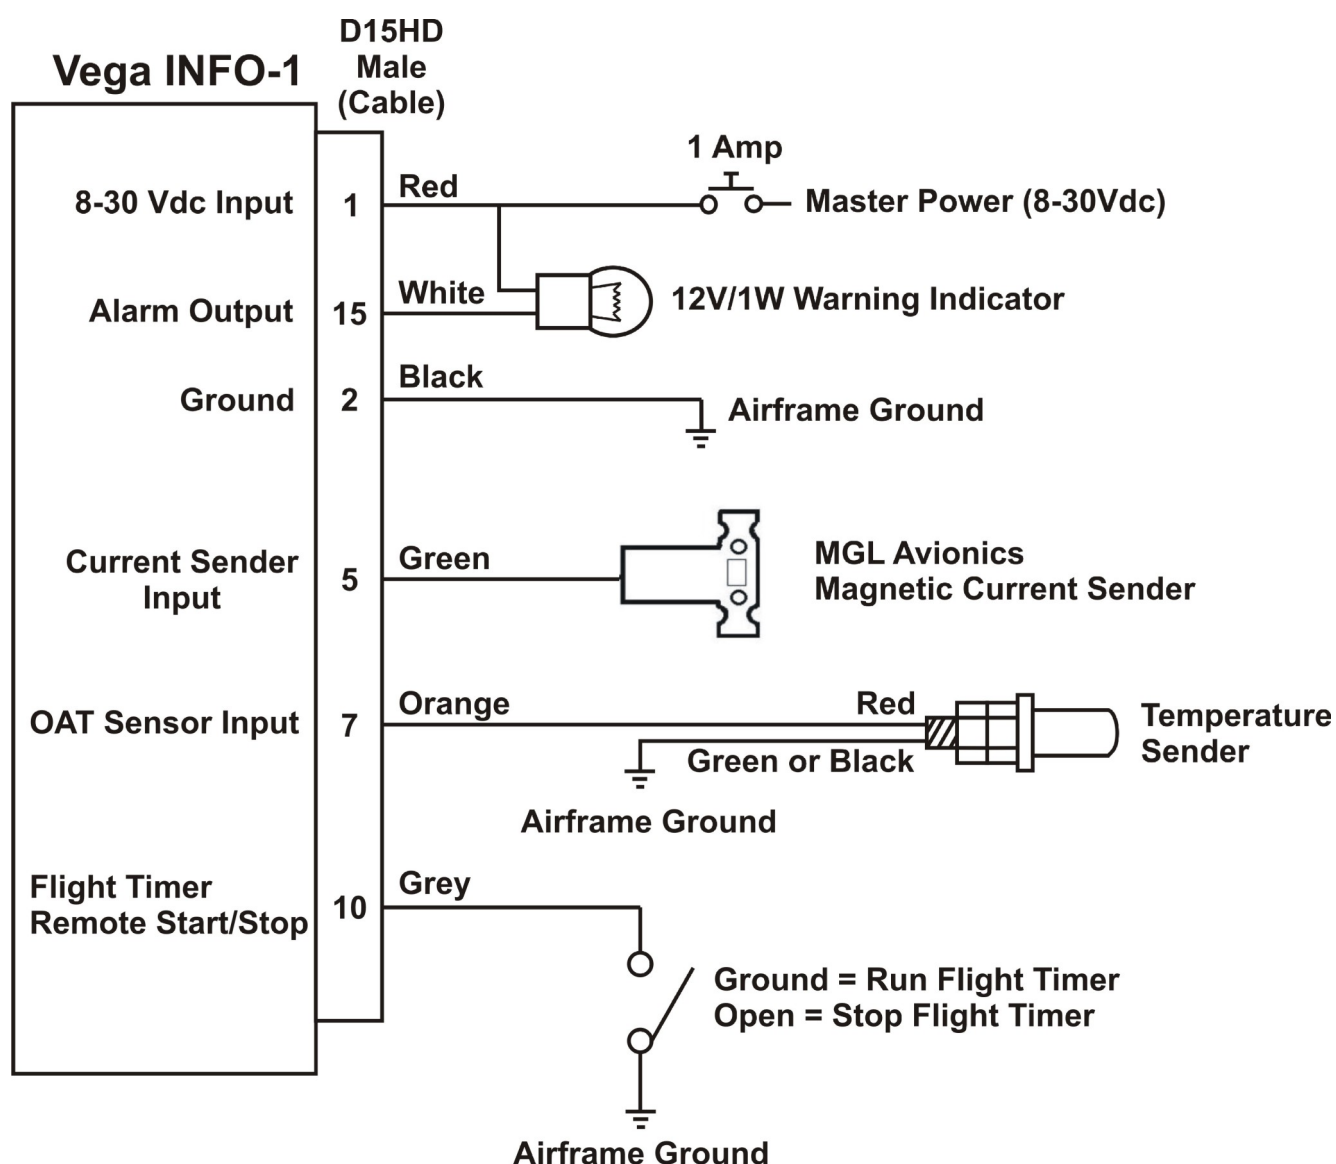 D15HD
Male
(Cable)
Vega INFO-1
1 Amp
8-30 Vdc Input
1
Red
Master Power (8-30Vdc)
Alarm Output
15
White
12V/1W Warning Indicator
Ground
2
Black
Airframe Ground
Current Sender
Input
5
Green
MGL Avionics
Magnetic Current Sender
OAT Sensor Input
7
Orange
Red
Green or Black
Temperature
Sender
Airframe Ground
Flight Timer
Remote Start/Stop
10
Grey
Ground = Run Flight Timer
Open = Stop Flight Timer
Airframe Ground